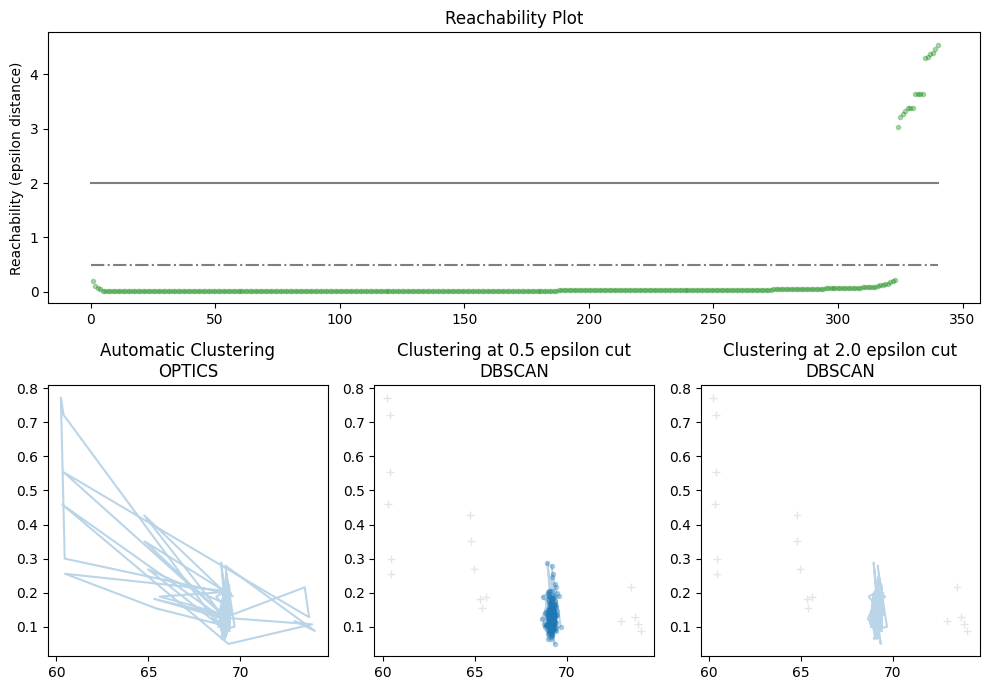 Reachability Plot
Reachability (epsilon distance)
4
3
2
1
0
0 50 100 150 200 250 300 350
Automatic Clustering
OPTICS
0.8
0.7
0.6
0.5
0.4
0.3
0.2
0.1
60 65 70
Clustering at 0.5 epsilon cut
DBSCAN
0.8
0.7
0.6
0.5
0.4
0.3
0.2
0.1
60 65 70
Clustering at 2.0 epsilon cut
DBSCAN
0.8
0.7
0.6
0.5
0.4
0.3
0.2
0.1
60 65 70